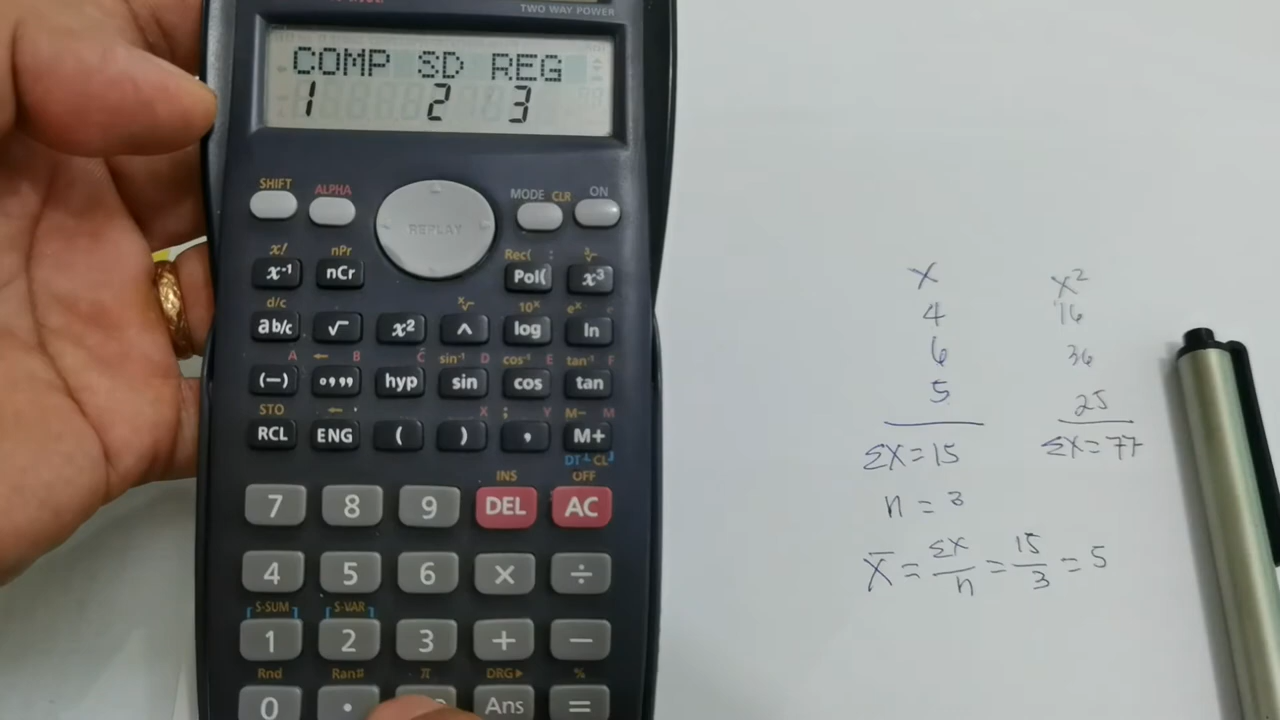 TWO WAY POWER
COMP SD REG
1 2 3
SHIFT ALPHA MODE CLR ON
REPLAY
x! nPr Rec( : ³√
x⁻¹ nCr Pol( x³
d/c ˣ√ 10ˣ eˣ e
ab/c √ x² ^ log ln
A ← B C sin⁻¹ D cos⁻¹ E tan⁻¹ F
(−) °,,, hyp sin cos tan
STO ← X ; Y M− M
RCL ENG ( ) , M+
DT CL
INS OFF
7 8 9 DEL AC
4 5 6 × ÷
S-SUM S-VAR
1 2 3 + −
Rnd Ran# π DRG▶ %
0 · Ans =
X X²
4 16
6 36
5 25
ΣX=15 ΣX=77
n = 3
X̄ = ΣX/n = 15/3 = 5